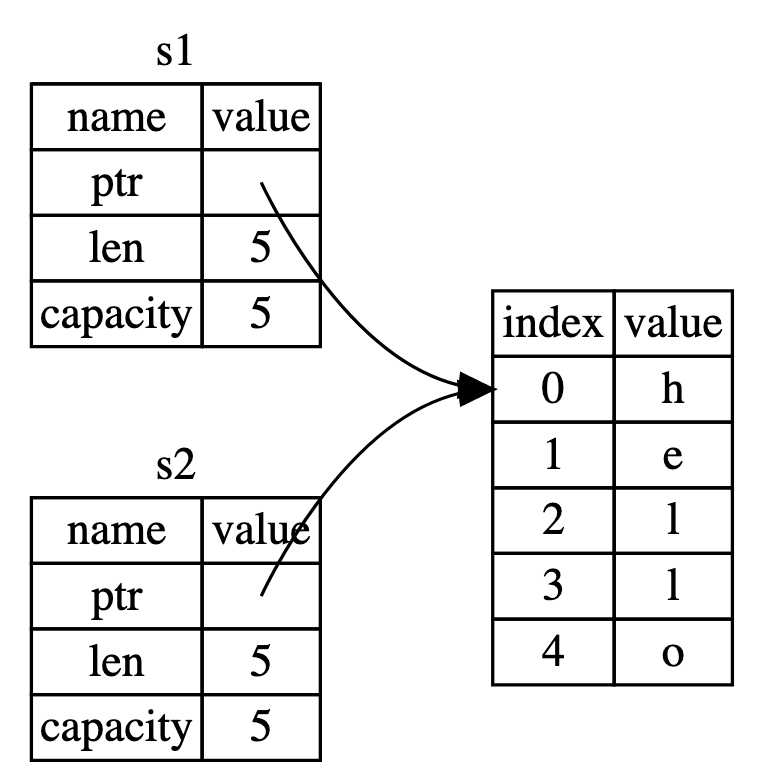 s1
name value
ptr
len 5
capacity 5
s2
name value
ptr
len 5
capacity 5
index value
0 h
1 e
2 l
3 l
4 o